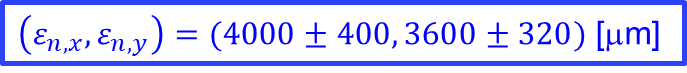 (εn,x, εn,y) = (4000 ± 400, 3600 ± 320) [μm]